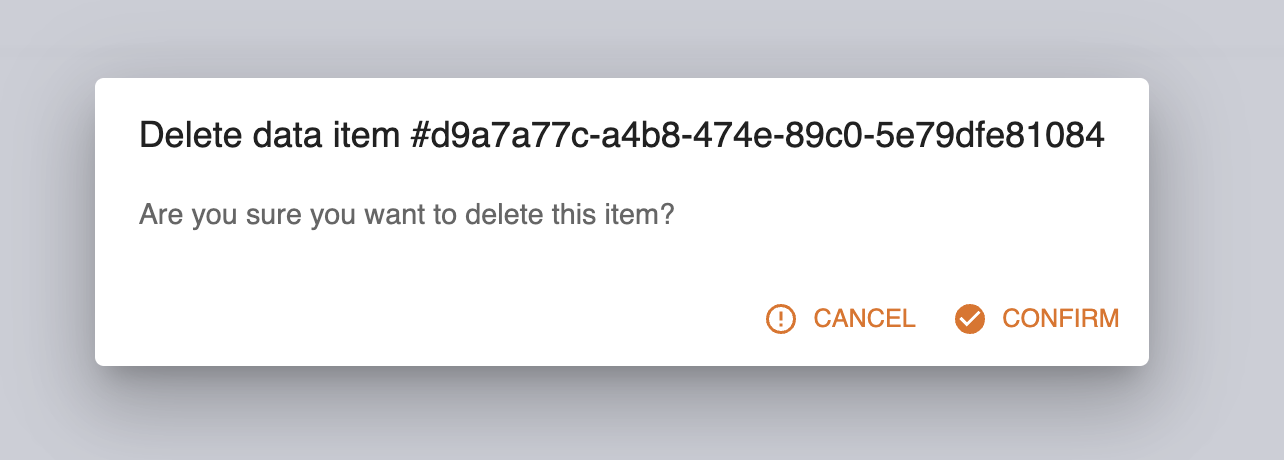 Delete data item #d9a7a77c-a4b8-474e-89c0-5e79dfe81084
Are you sure you want to delete this item?
CANCEL CONFIRM